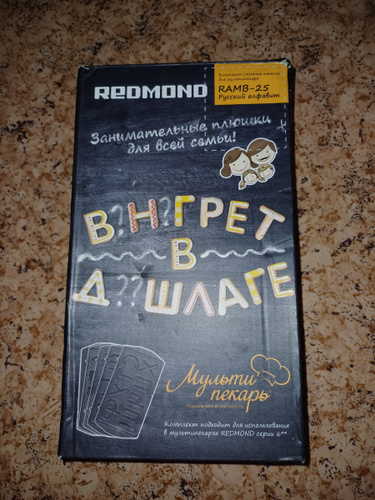 REDMOND
Комплект сменных панелей
для мультипекаря
RAMB-25
Русский алфавит
Занимательные плюшки
для всей семьи!
В?Н?ГРЕТ
В
Д??ШЛАГЕ
Мульти
пекарь
Комплект подходит для использования
в мультипекарях REDMOND серии 6**